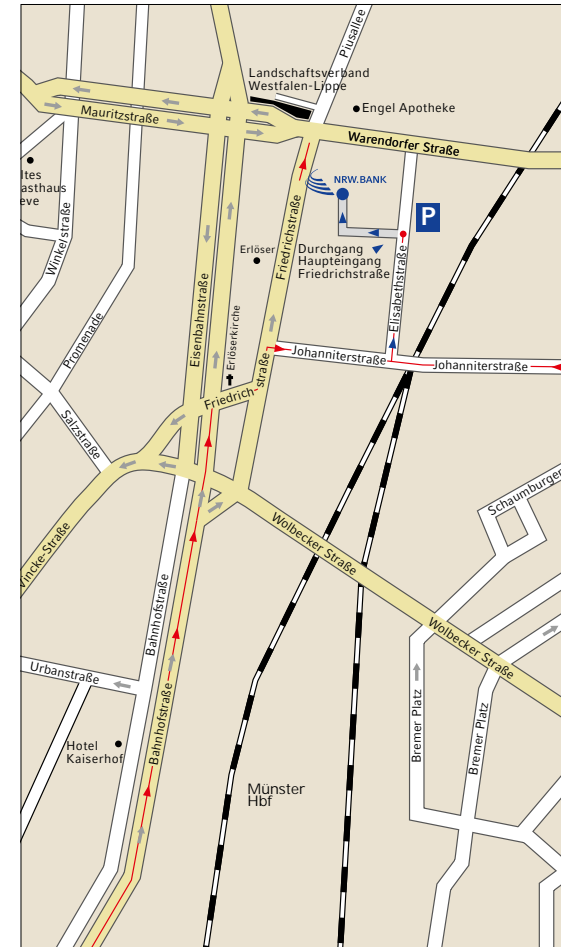 Piusallee
Landschaftsverband
Westfalen-Lippe
Engel Apotheke
Mauritzstraße
Warendorfer Straße
ltes
asthaus
eve
NRW.BANK
P
Winkelstraße
Erlöser
Friedrichstraße
Durchgang
Haupteingang
Friedrichstraße
Elisabethstraße
Eisenbahnstraße
Erlöserkirche
Promenade
Johanniterstraße
Johanniterstraße
Friedrich-
straße
Salzstraße
Schaumburger
Wolbecker Straße
Vincke-Straße
Bahnhofstraße
Wolbecker Straße
Urbanstraße
Bahnhofstraße
Bremer Platz
Bremer Platz
Hotel
Kaiserhof
Münster
Hbf